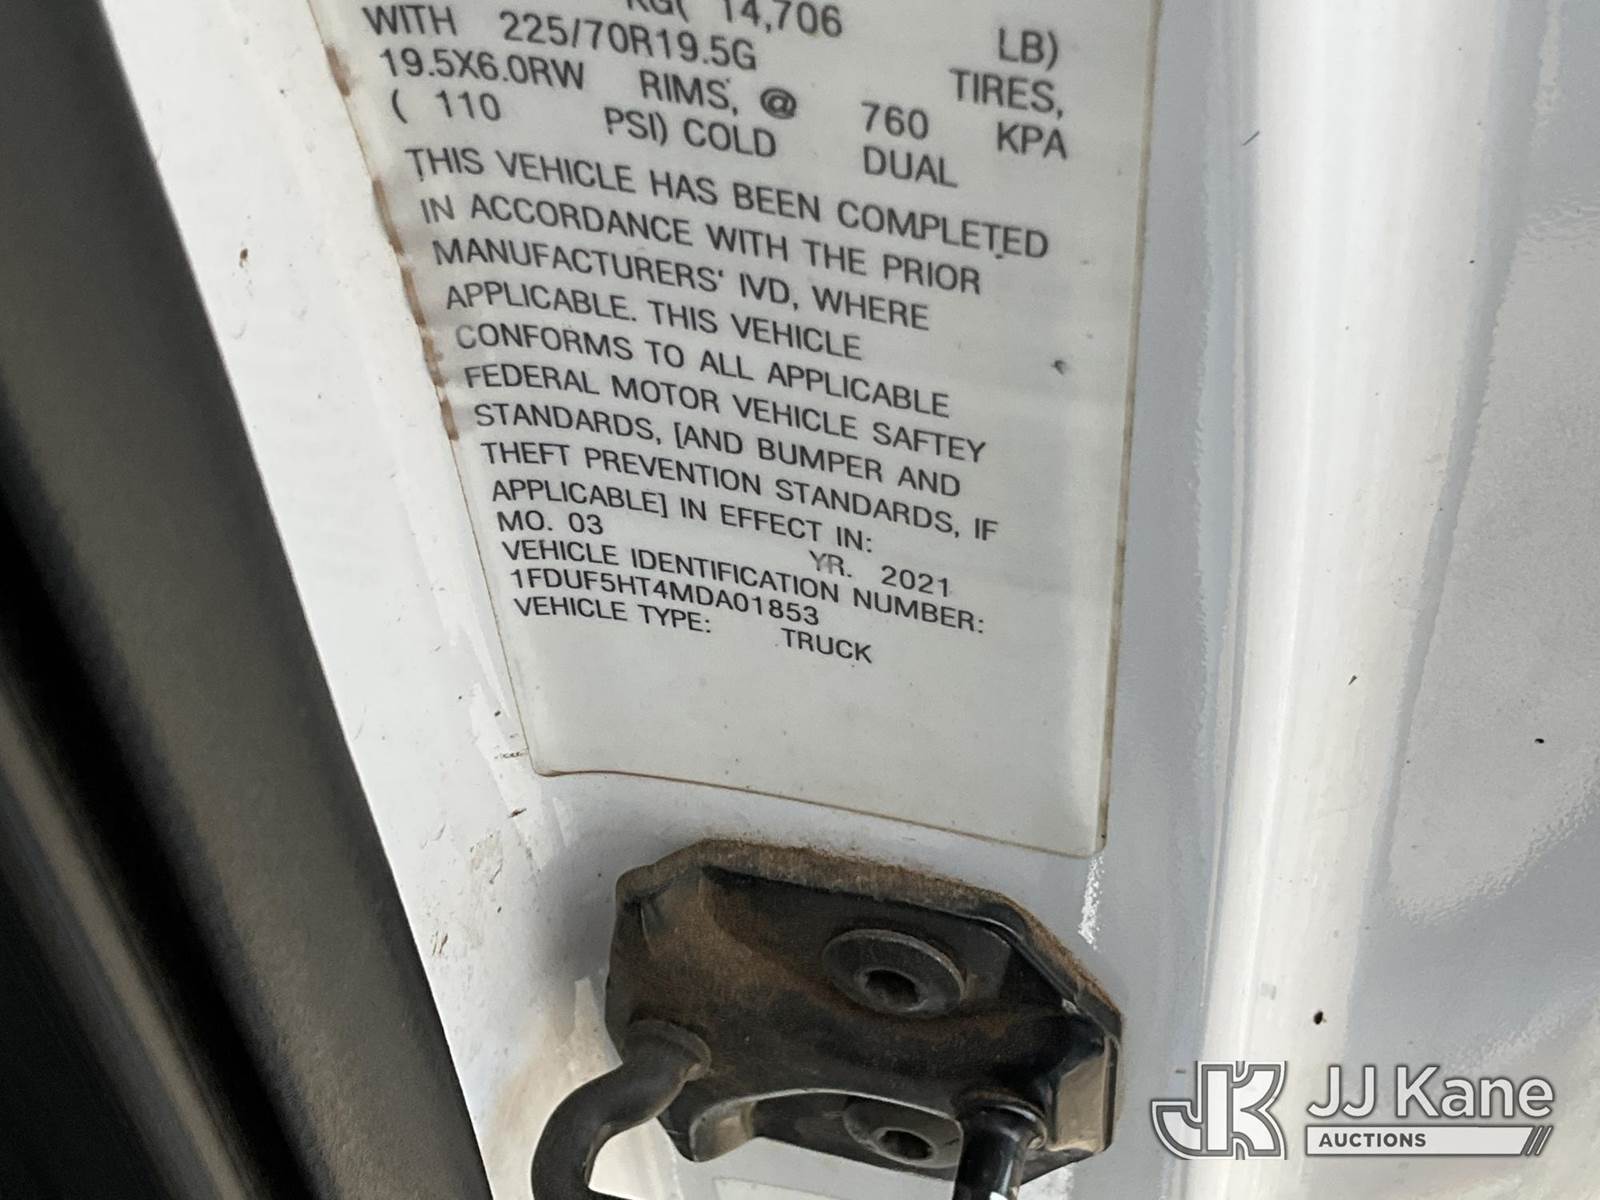 KG( 14,706 LB)
WITH 225/70R19.5G TIRES,
19.5X6.0RW RIMS, @ 760 KPA
( 110 PSI) COLD DUAL
THIS VEHICLE HAS BEEN COMPLETED
IN ACCORDANCE WITH THE PRIOR
MANUFACTURERS' IVD, WHERE
APPLICABLE. THIS VEHICLE
CONFORMS TO ALL APPLICABLE
FEDERAL MOTOR VEHICLE SAFTEY
STANDARDS, [AND BUMPER AND
THEFT PREVENTION STANDARDS, IF
APPLICABLE] IN EFFECT IN:
MO. 03 YR. 2021
VEHICLE IDENTIFICATION NUMBER:
1FDUF5HT4MDA01853
VEHICLE TYPE: TRUCK
JK JJ Kane
AUCTIONS